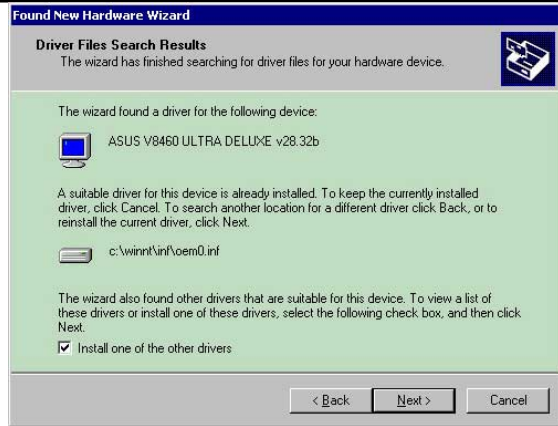 Found New Hardware Wizard
Driver Files Search Results
The wizard has finished searching for driver files for your hardware device.
The wizard found a driver for the following device:
ASUS V8460 ULTRA DELUXE v28.32b
A suitable driver for this device is already installed. To keep the currently installed
driver, click Cancel. To search another location for a different driver click Back, or to
reinstall the current driver, click Next.
c:\winnt\inf\oem0.inf
The wizard also found other drivers that are suitable for this device. To view a list of
these drivers or install one of these drivers, select the following check box, and then click
Next.
Install one of the other drivers
< Back Next > Cancel